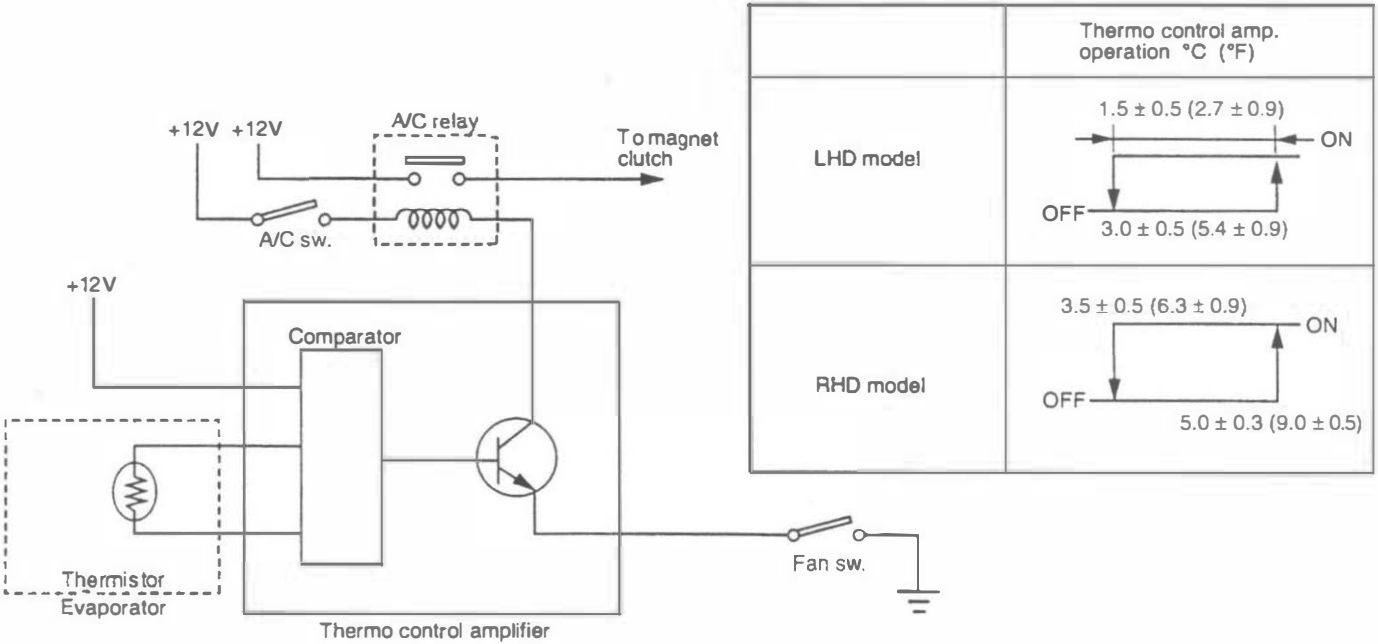 +12V +12V
A/C relay
To magnet
clutch
A/C sw.
+12V
Comparator
Thermistor
Evaporator
Thermo control amplifier
Fan sw.
Thermo control amp.
operation °C (°F)
LHD model
1.5 ± 0.5 (2.7 ± 0.9)
ON
OFF
3.0 ± 0.5 (5.4 ± 0.9)
RHD model
3.5 ± 0.5 (6.3 ± 0.9)
ON
OFF
5.0 ± 0.3 (9.0 ± 0.5)